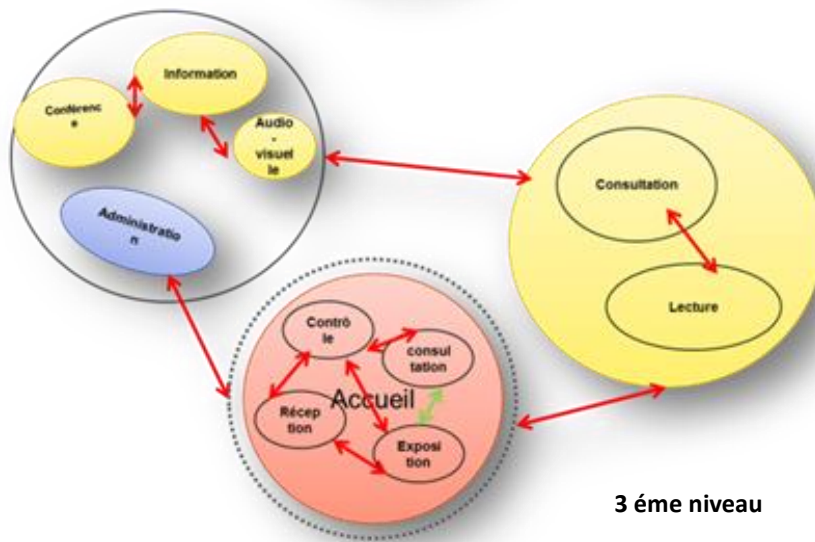 Information
Conférenc
e
Audio
-
visuel
le
Administratio
n
Consultation
Lecture
Contrô
le
consul
tation
Accueil
Récep
tion
Exposi
tion
3 éme niveau